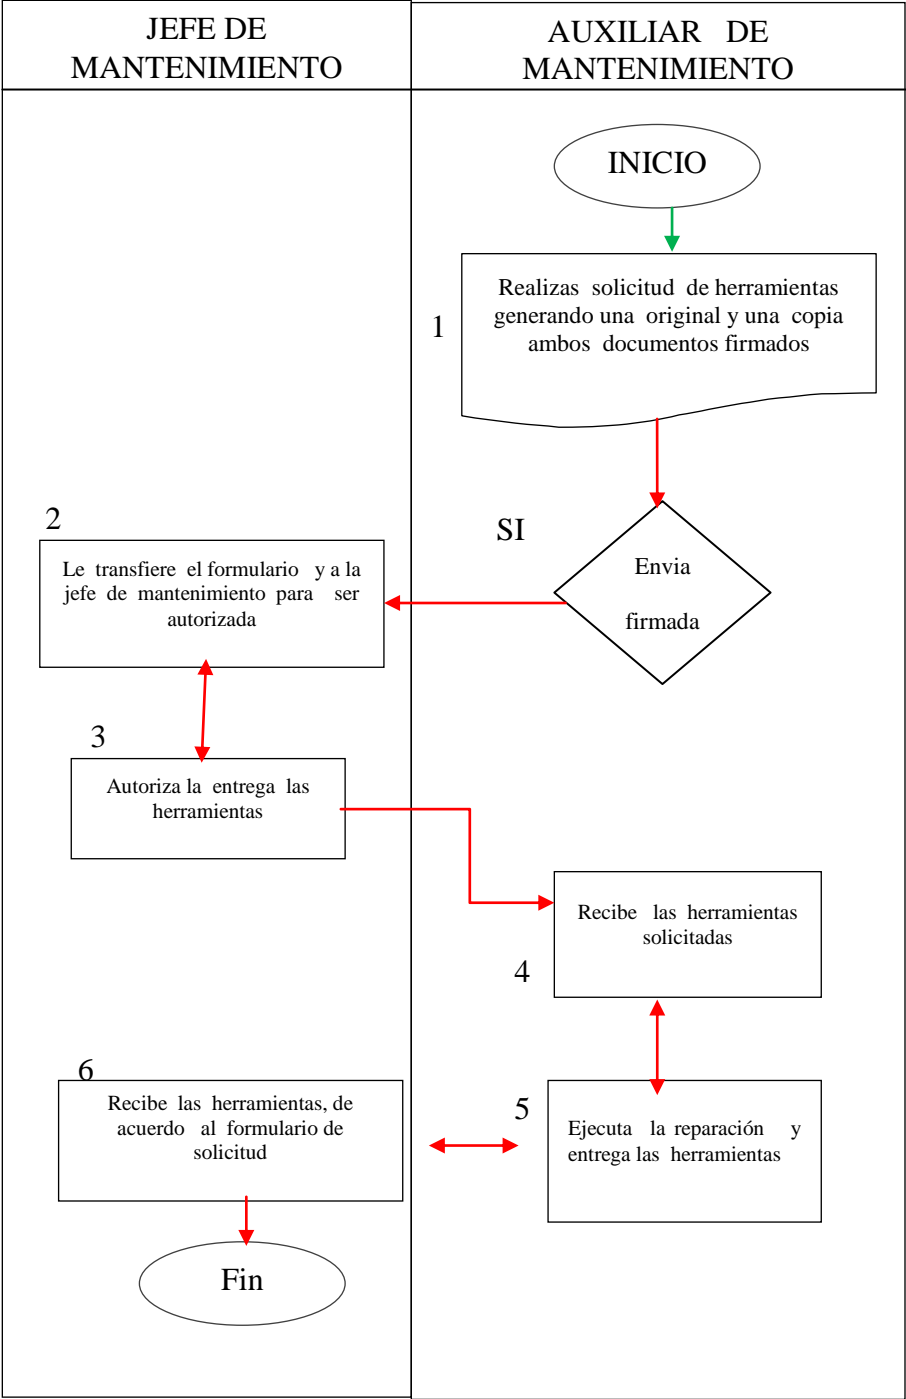 JEFE DE
MANTENIMIENTO
AUXILIAR DE
MANTENIMIENTO
INICIO
1
Realizas solicitud de herramientas
generando una original y una copia
ambos documentos firmados
SI
Envia
firmada
2
Le transfiere el formulario y a la
jefe de mantenimiento para ser
autorizada
3
Autoriza la entrega las
herramientas
Recibe las herramientas
solicitadas
4
5
Ejecuta la reparación y
entrega las herramientas
6
Recibe las herramientas, de
acuerdo al formulario de
solicitud
Fin